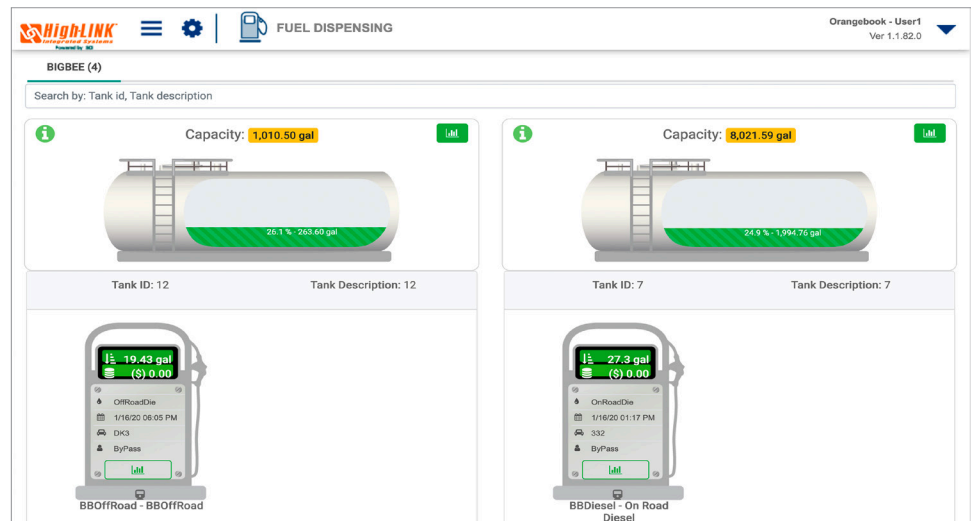 HighLINK
Integrated Systems
Powered by BQ
FUEL DISPENSING
Orangebook - User1
Ver 1.1.82.0
BIGBEE (4)
Search by: Tank id, Tank description
Capacity: 1,010.50 gal
26.1 % - 263.60 gal
Tank ID: 12
Tank Description: 12
19.43 gal
($) 0.00
OffRoadDie
1/16/20 06:05 PM
DK3
ByPass
BBOffRoad - BBOffRoad
Capacity: 8,021.59 gal
24.9 % - 1,994.76 gal
Tank ID: 7
Tank Description: 7
27.3 gal
($) 0.00
OnRoadDie
1/16/20 01:17 PM
332
ByPass
BBDiesel - On Road
Diesel